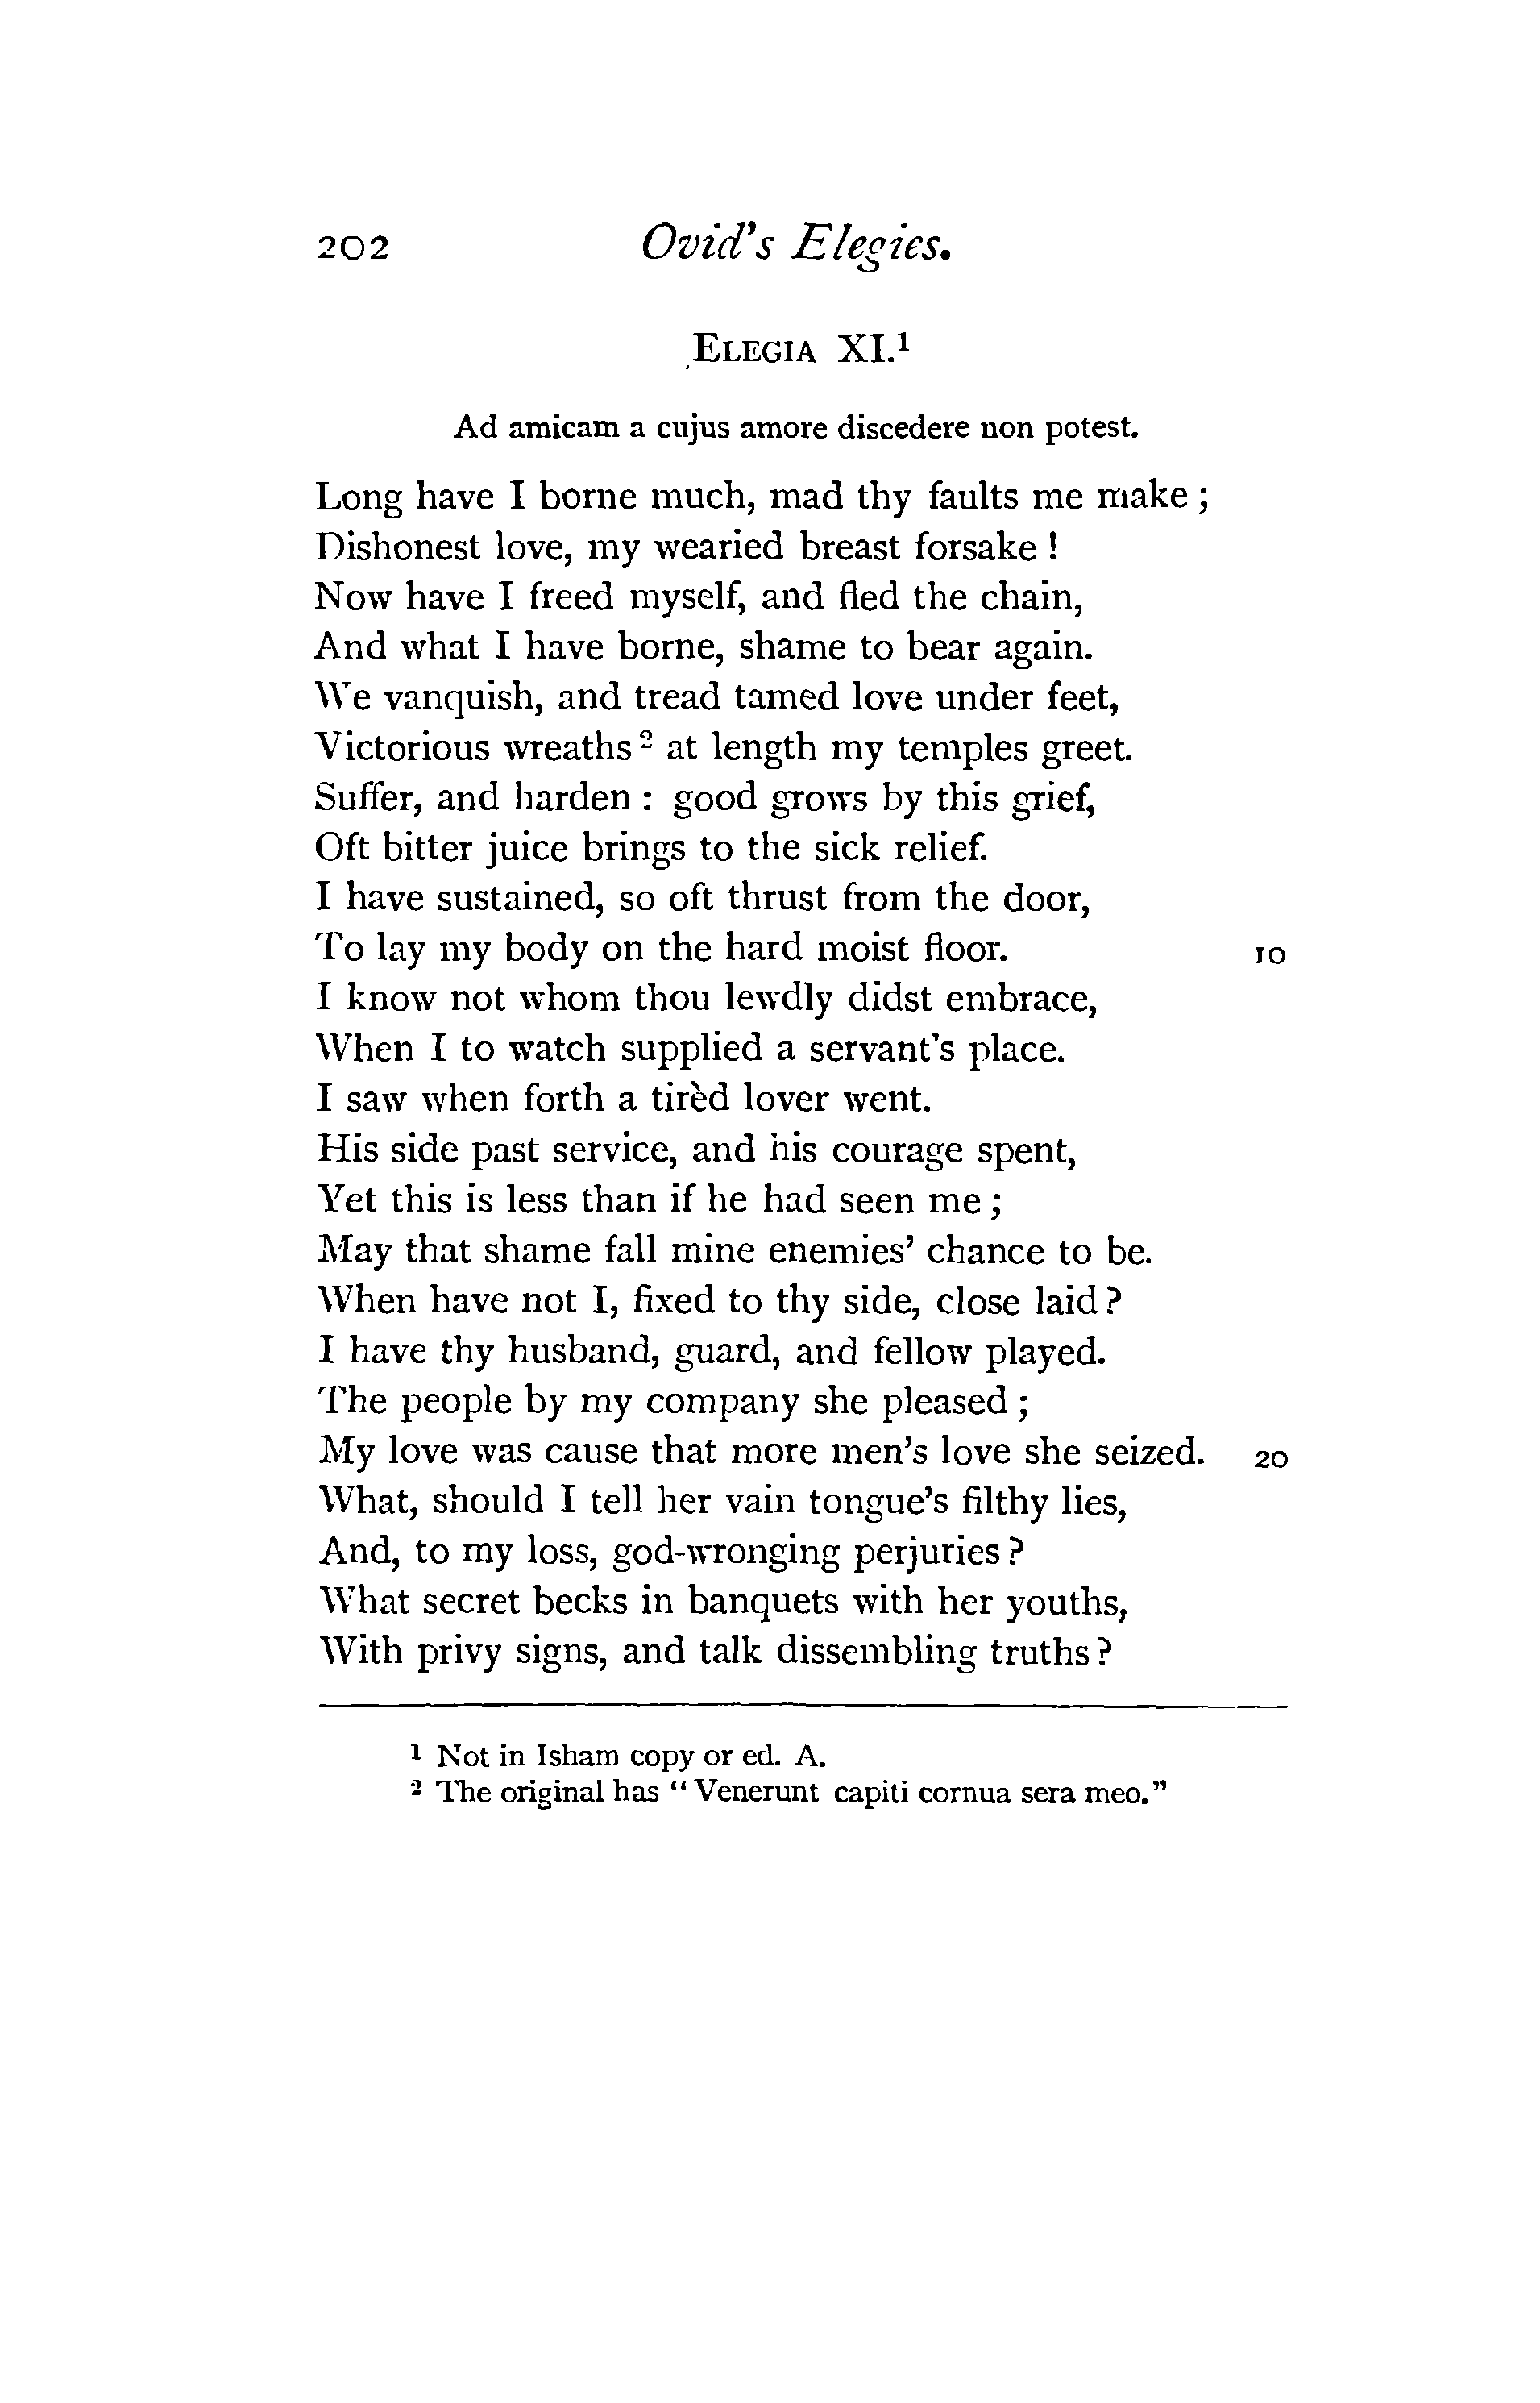 202 Ovid's Elegies.
ELEGIA XI.¹
Ad amicam a cujus amore discedere non potest.
Long have I borne much, mad thy faults me make ;
Dishonest love, my wearied breast forsake !
Now have I freed myself, and fled the chain,
And what I have borne, shame to bear again.
We vanquish, and tread tamed love under feet,
Victorious wreaths ² at length my temples greet.
Suffer, and harden : good grows by this grief,
Oft bitter juice brings to the sick relief.
I have sustained, so oft thrust from the door,
To lay my body on the hard moist floor. 10
I know not whom thou lewdly didst embrace,
When I to watch supplied a servant's place.
I saw when forth a tirèd lover went.
His side past service, and his courage spent,
Yet this is less than if he had seen me ;
May that shame fall mine enemies' chance to be.
When have not I, fixed to thy side, close laid ?
I have thy husband, guard, and fellow played.
The people by my company she pleased ;
My love was cause that more men's love she seized. 20
What, should I tell her vain tongue's filthy lies,
And, to my loss, god-wronging perjuries ?
What secret becks in banquets with her youths,
With privy signs, and talk dissembling truths ?
¹ Not in Isham copy or ed. A.
² The original has “ Venerunt capiti cornua sera meo.”